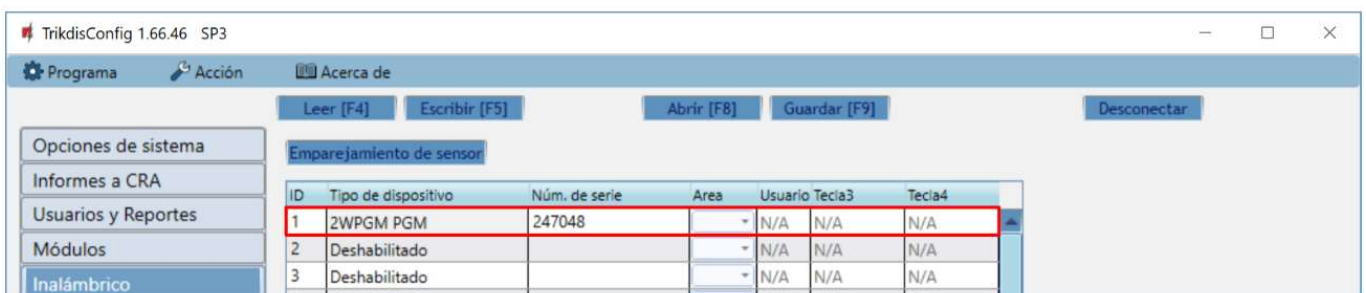 TrikdisConfig 1.66.46 SP3
Programa Acción Acerca de
Leer [F4] Escribir [F5] Abrir [F8] Guardar [F9] Desconectar
Opciones de sistema
Emparejamiento de sensor
Informes a CRA
ID Tipo de dispositivo Núm. de serie Area Usuario Tecla3 Tecla4
Usuarios y Reportes
1 2WPGM PGM 247048 N/A N/A N/A
Módulos
2 Deshabilitado N/A N/A N/A
Inalámbrico
3 Deshabilitado N/A N/A N/A